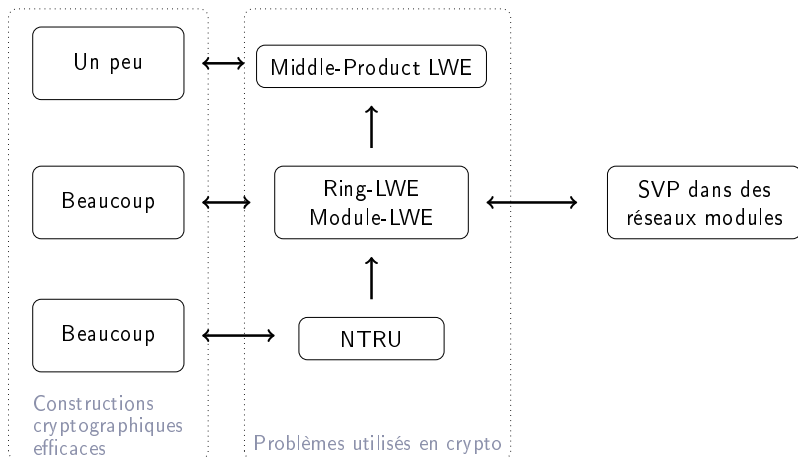 Un peu
Middle-Product LWE
Beaucoup
Ring-LWE
Module-LWE
SVP dans des
réseaux modules
Beaucoup
NTRU
Constructions
cryptographiques
efficaces
Problèmes utilisés en crypto